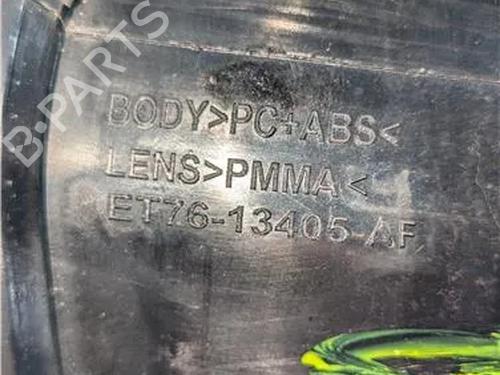 B-PARTS
BODY>PC+ABS<
LENS>PMMA<
ET76-13405-AF